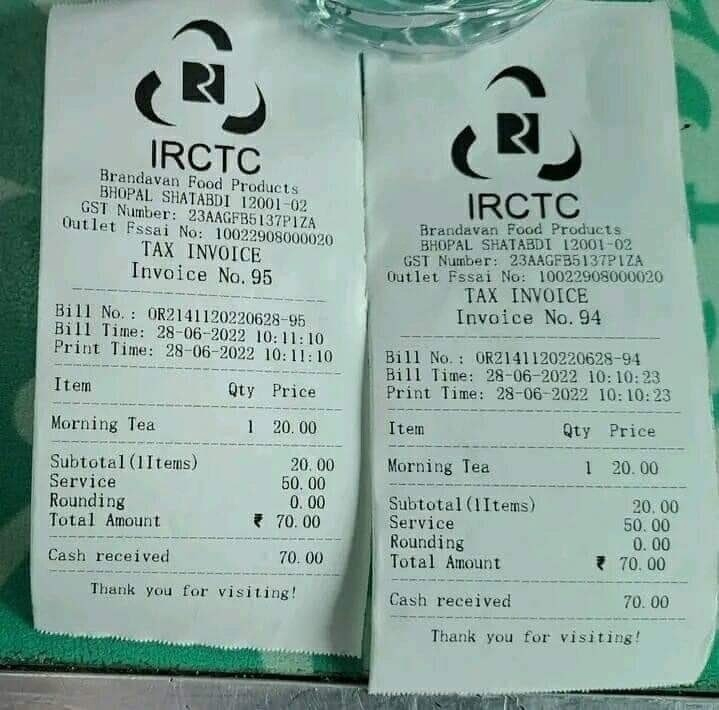 IRCTC
Brandavan Food Products
BHOPAL SHATABDI 12001-02
GST Number: 23AAGFB5137P1ZA
Outlet Fssai No: 10022908000020
TAX INVOICE
Invoice No. 95
Bill No.: OR2141120220628-95
Bill Time: 28-06-2022 10:11:10
Print Time: 28-06-2022 10:11:10
Item Qty Price
Morning Tea 1 20.00
Subtotal(1Items) 20.00
Service 50.00
Rounding 0.00
Total Amount ₹ 70.00
Cash received 70.00
Thank you for visiting!
IRCTC
Brandavan Food Products
BHOPAL SHATABDI 12001-02
GST Number: 23AAGFB5137P1ZA
Outlet Fssai No: 10022908000020
TAX INVOICE
Invoice No. 94
Bill No.: OR2141120220628-94
Bill Time: 28-06-2022 10:10:23
Print Time: 28-06-2022 10:10:23
Item Qty Price
Morning Tea 1 20.00
Subtotal(1Items) 20.00
Service 50.00
Rounding 0.00
Total Amount ₹ 70.00
Cash received 70.00
Thank you for visiting!